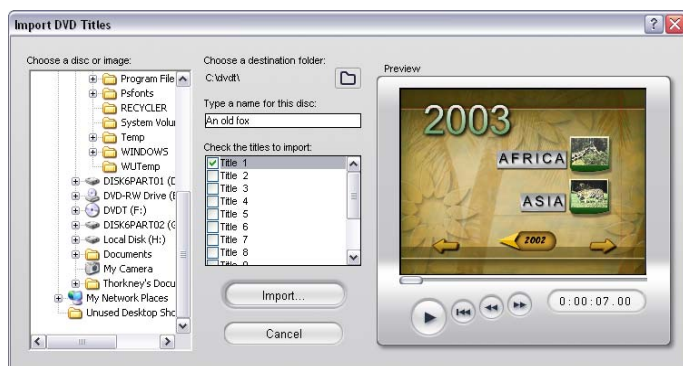 Import DVD Titles
Choose a disc or image:
Program File
Psfonts
RECYCLER
System Volu
Temp
WINDOWS
WUTemp
DISK6PART01 (D
DVD-RW Drive (E
DVDT (F:)
DISK6PART02 (G
Local Disk (H:)
Documents
My Camera
Thorkney's Docu
My Network Places
Unused Desktop Shc
Choose a destination folder:
C:\dvdt\
Type a name for this disc:
An old fox
Check the titles to import:
Title 1
Title 2
Title 3
Title 4
Title 5
Title 6
Title 7
Title 8
Title 9
Import...
Cancel
Preview
2003
AFRICA
ASIA
2002
0:00:07.00